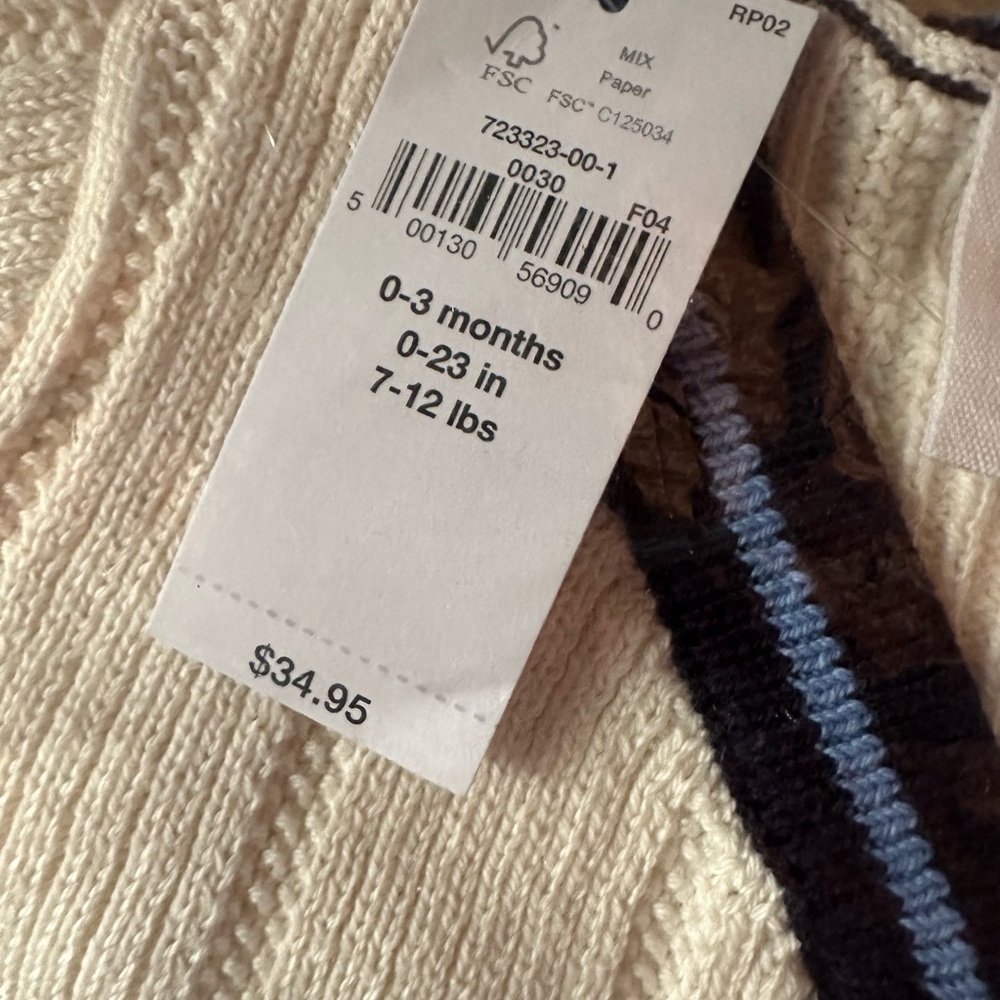 RP02
FSC
MIX
Paper
FSC™ C125034
723323-00-1
0030
F04
5 00130 56909 0
0-3 months
0-23 in
7-12 lbs
$34.95